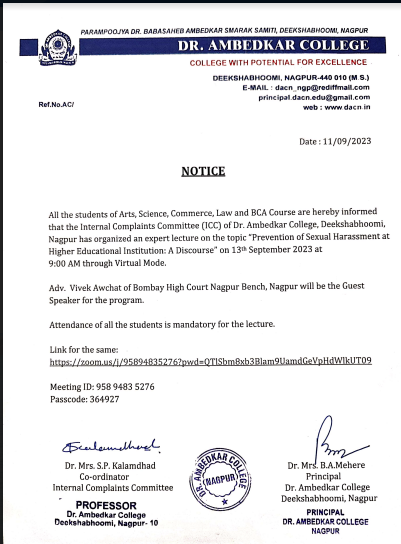 PARAMPOOJYA DR. BABASAHEB AMBEDKAR SMARAK SAMITI, DEEKSHABHOOMI, NAGPUR
DR. AMBEDKAR COLLEGE
COLLEGE WITH POTENTIAL FOR EXCELLENCE
DEEKSHABHOOMI, NAGPUR-440 010 (M.S.)
E-MAIL : dacn_ngp@rediffmail.com
principal.dacn.edu@gmail.com
web : www.dacn.in
Ref.No.AC/
Date : 11/09/2023
NOTICE
All the students of Arts, Science, Commerce, Law and BCA Course are hereby informed
that the Internal Complaints Committee (ICC) of Dr. Ambedkar College, Deekshabhoomi,
Nagpur has organized an expert lecture on the topic "Prevention of Sexual Harassment at
Higher Educational Institution: A Discourse" on 13th September 2023 at
9:00 AM through Virtual Mode.
Adv. Vivek Awchat of Bombay High Court Nagpur Bench, Nagpur will be the Guest
Speaker for the program.
Attendance of all the students is mandatory for the lecture.
Link for the same:
https://zoom.us/j/95894835276?pwd=QTlSbm8xb3Blam9UamdGeVpHdWlkUT09
Meeting ID: 958 9483 5276
Passcode: 364927
Dr. Mrs. S.P. Kalamdhad
Co-ordinator
Internal Complaints Committee
PROFESSOR
Dr. Ambedkar College
Deekshabhoomi, Nagpur- 10
DR. AMBEDKAR COLLEGE
(NAGPUR)
Dr. Mrs. B.A.Mehere
Principal
Dr. Ambedkar College
Deekshabhoomi, Nagpur
PRINCIPAL
DR. AMBEDKAR COLLEGE
NAGPUR